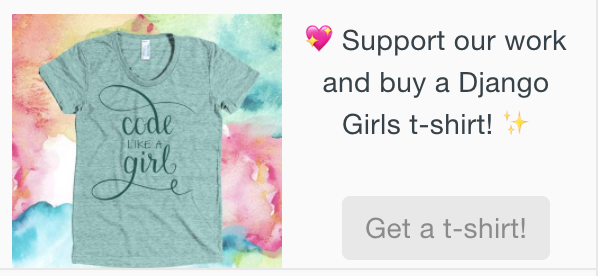 code
LIKE A
girl
💖 Support our work
and buy a Django
Girls t-shirt! ✨
Get a t-shirt!